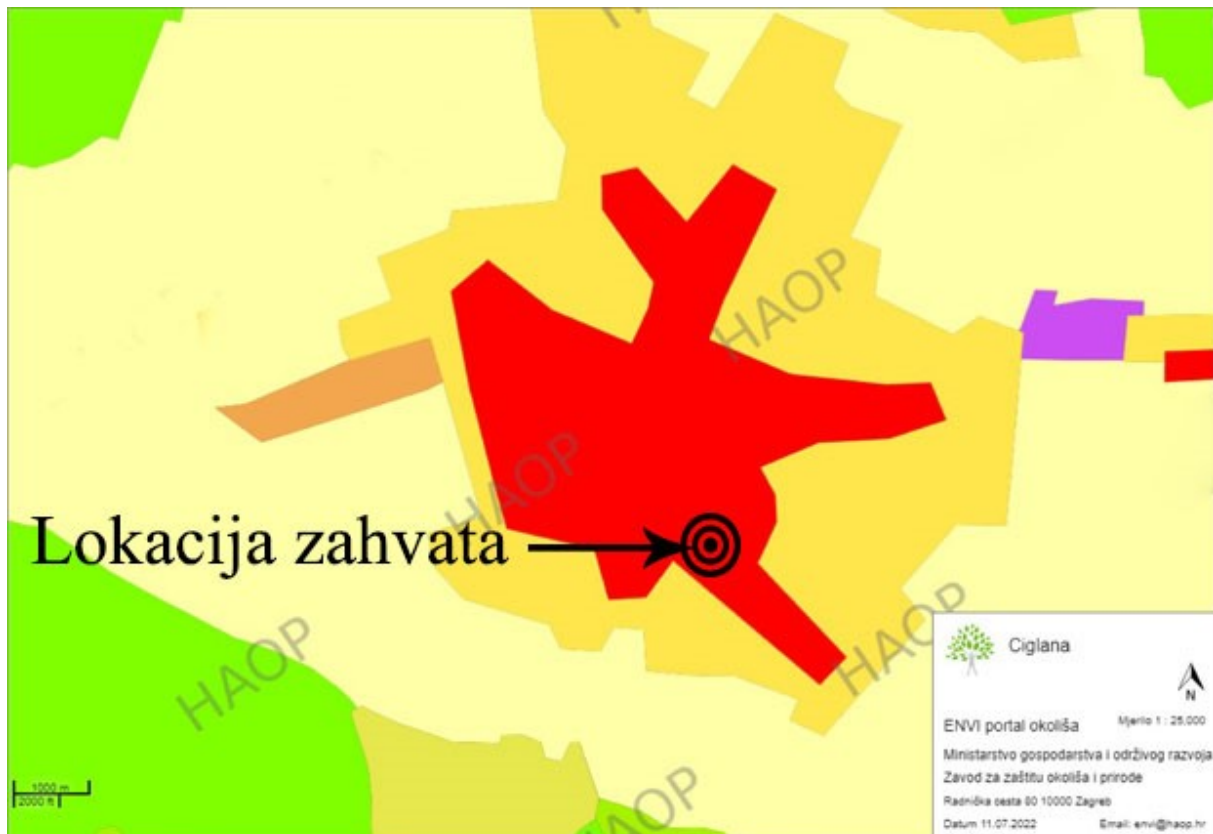 HAOP
HAOP
HAOP
Lokacija zahvata
HAOP
HAOP
HAOP
Ciglana
N
ENVI portal okoliša
Mjerilo 1 : 25,000
Ministarstvo gospodarstva i održivog razvoja
Zavod za zaštitu okoliša i prirode
Radnička cesta 80 10000 Zagreb
Datum 11.07.2022
Email: envi@haop.hr
1000 m
2000 ft